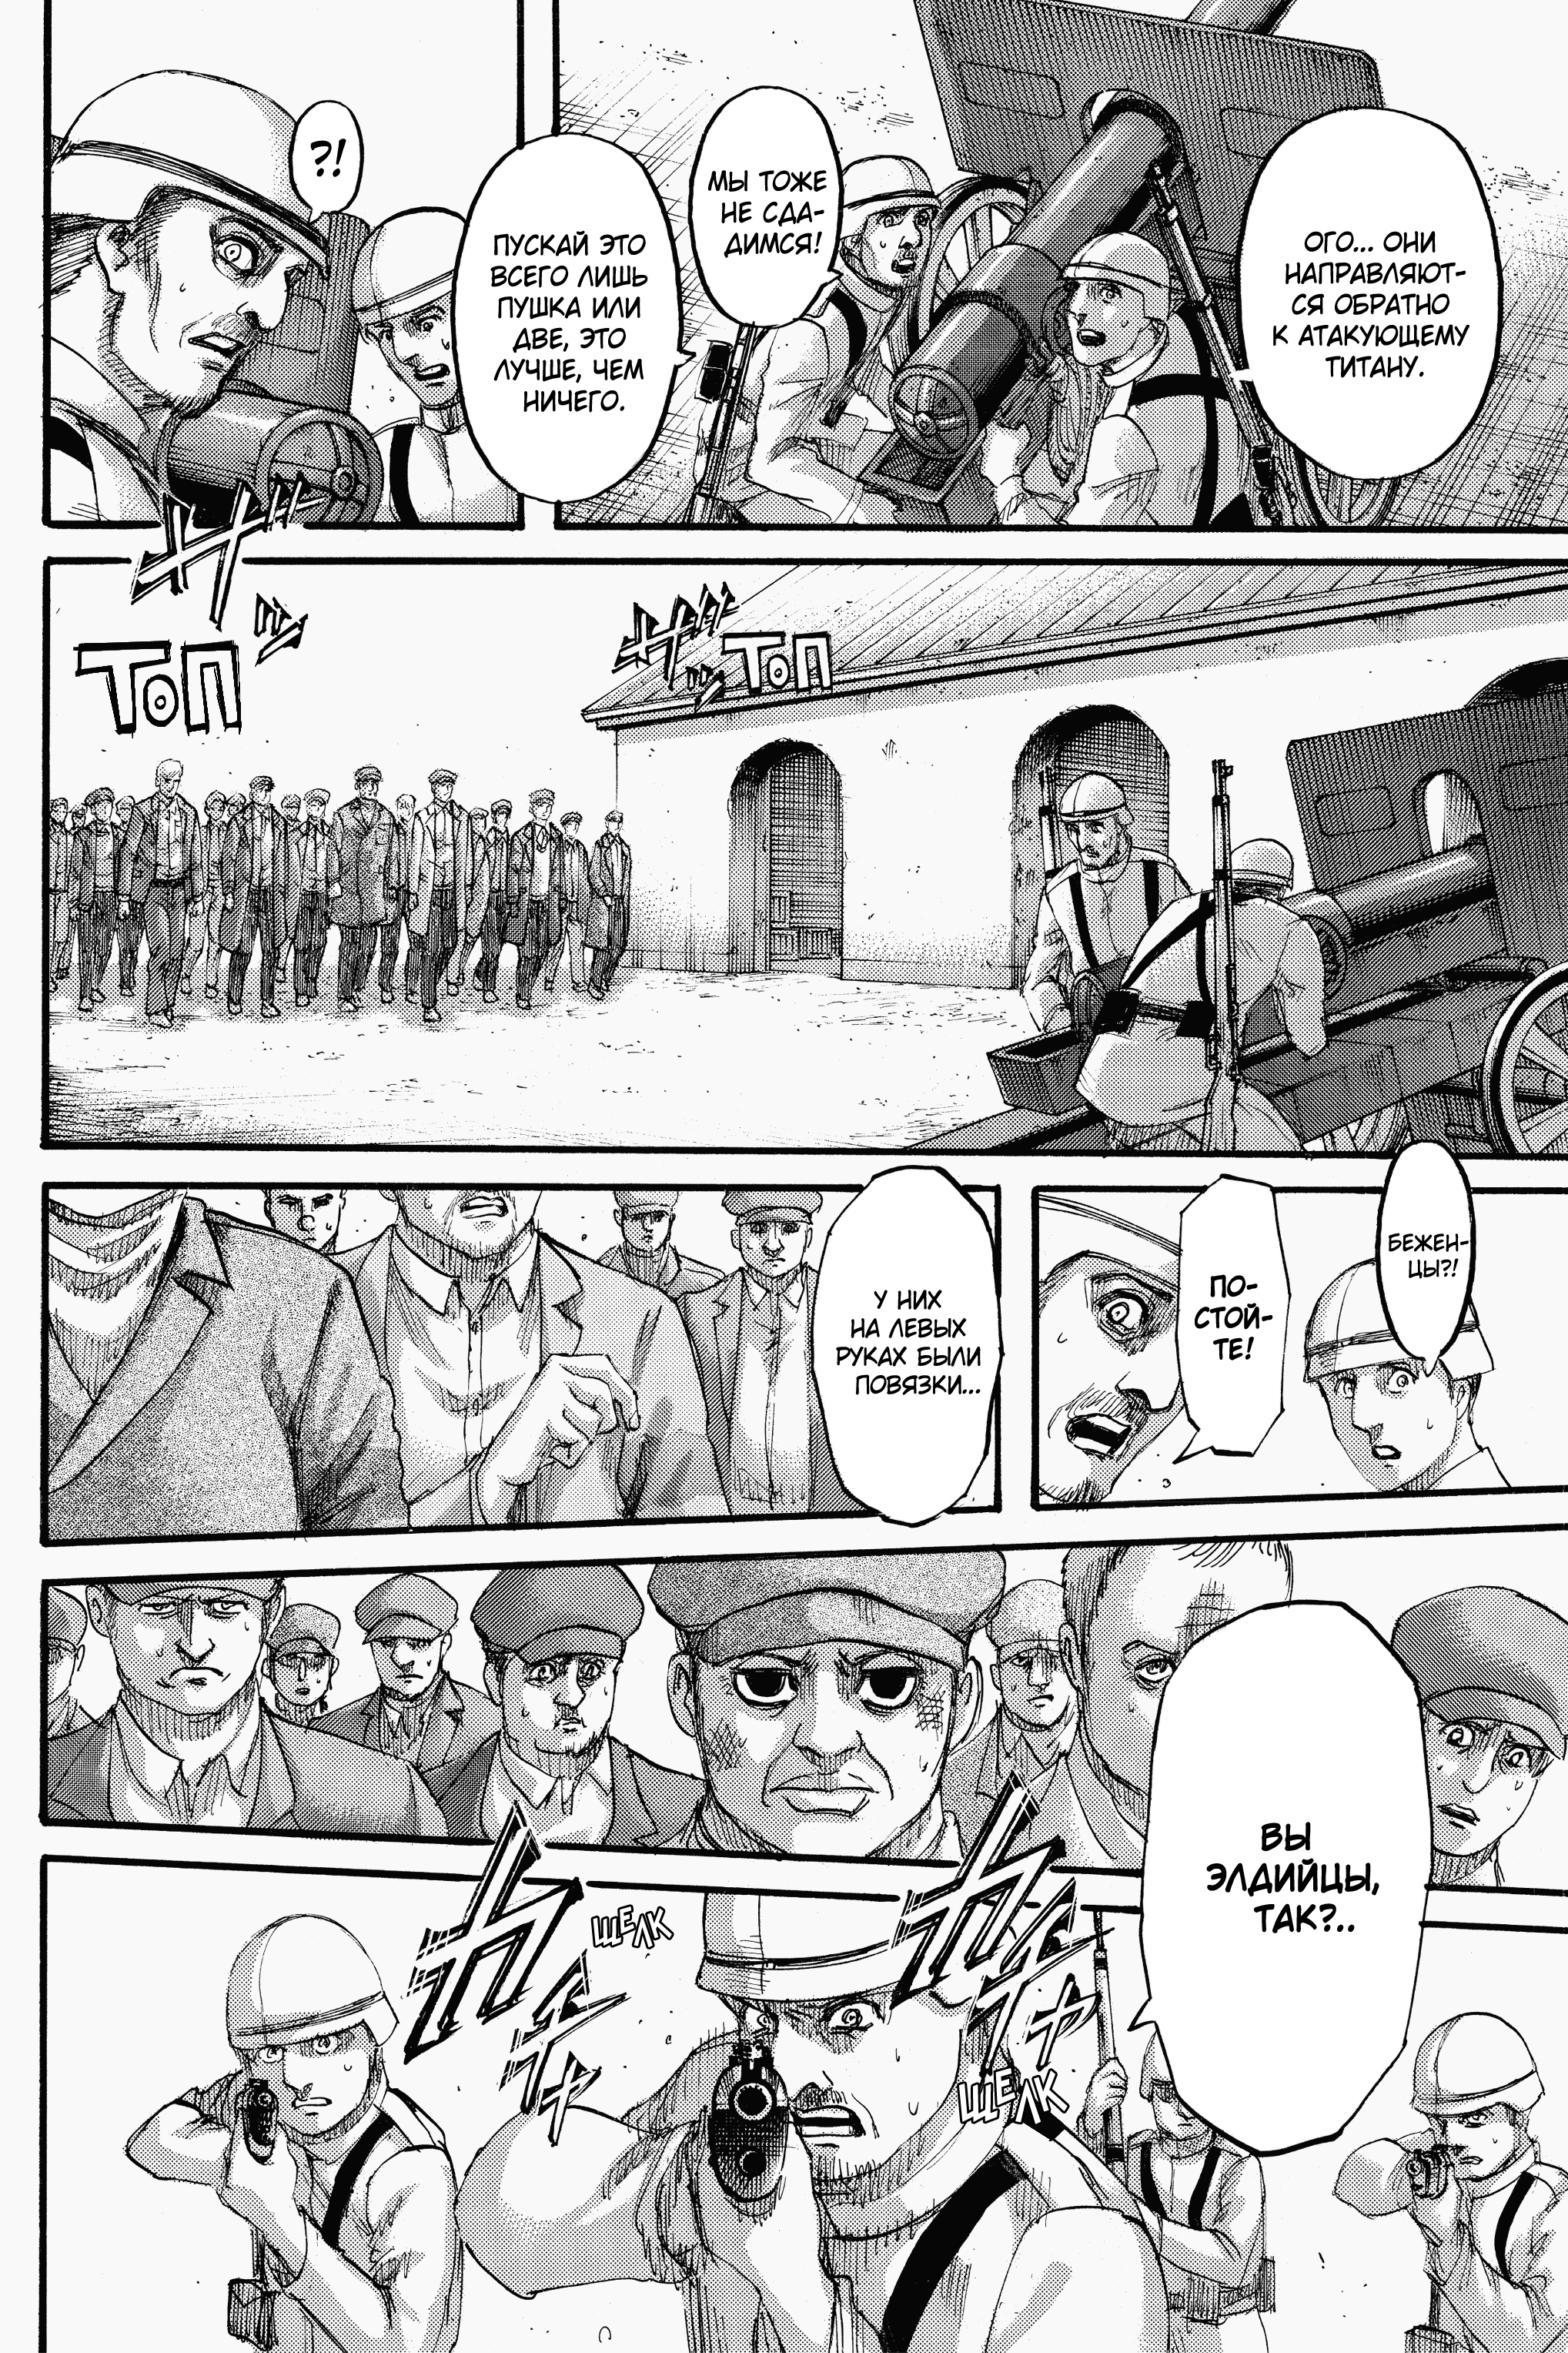 ОГО... ОНИ
НАПРАВЛЯЮТ-
СЯ ОБРАТНО
К АТАКУЮЩЕМУ
ТИТАНУ.
МЫ ТОЖЕ
НЕ СДА-
ДИМСЯ!
ПУСКАЙ ЭТО
ВСЕГО ЛИШЬ
ПУШКА ИЛИ
ДВЕ, ЭТО
ЛУЧШЕ, ЧЕМ
НИЧЕГО.
?!
ТОП
ТОП
БЕЖЕН-
ЦЫ?!
ПО-
СТОЙ-
ТЕ!
У НИХ
НА ЛЕВЫХ
РУКАХ БЫЛИ
ПОВЯЗКИ...
ВЫ
ЭЛДИЙЦЫ,
ТАК?..
ЩЕЛК
ЩЕЛК